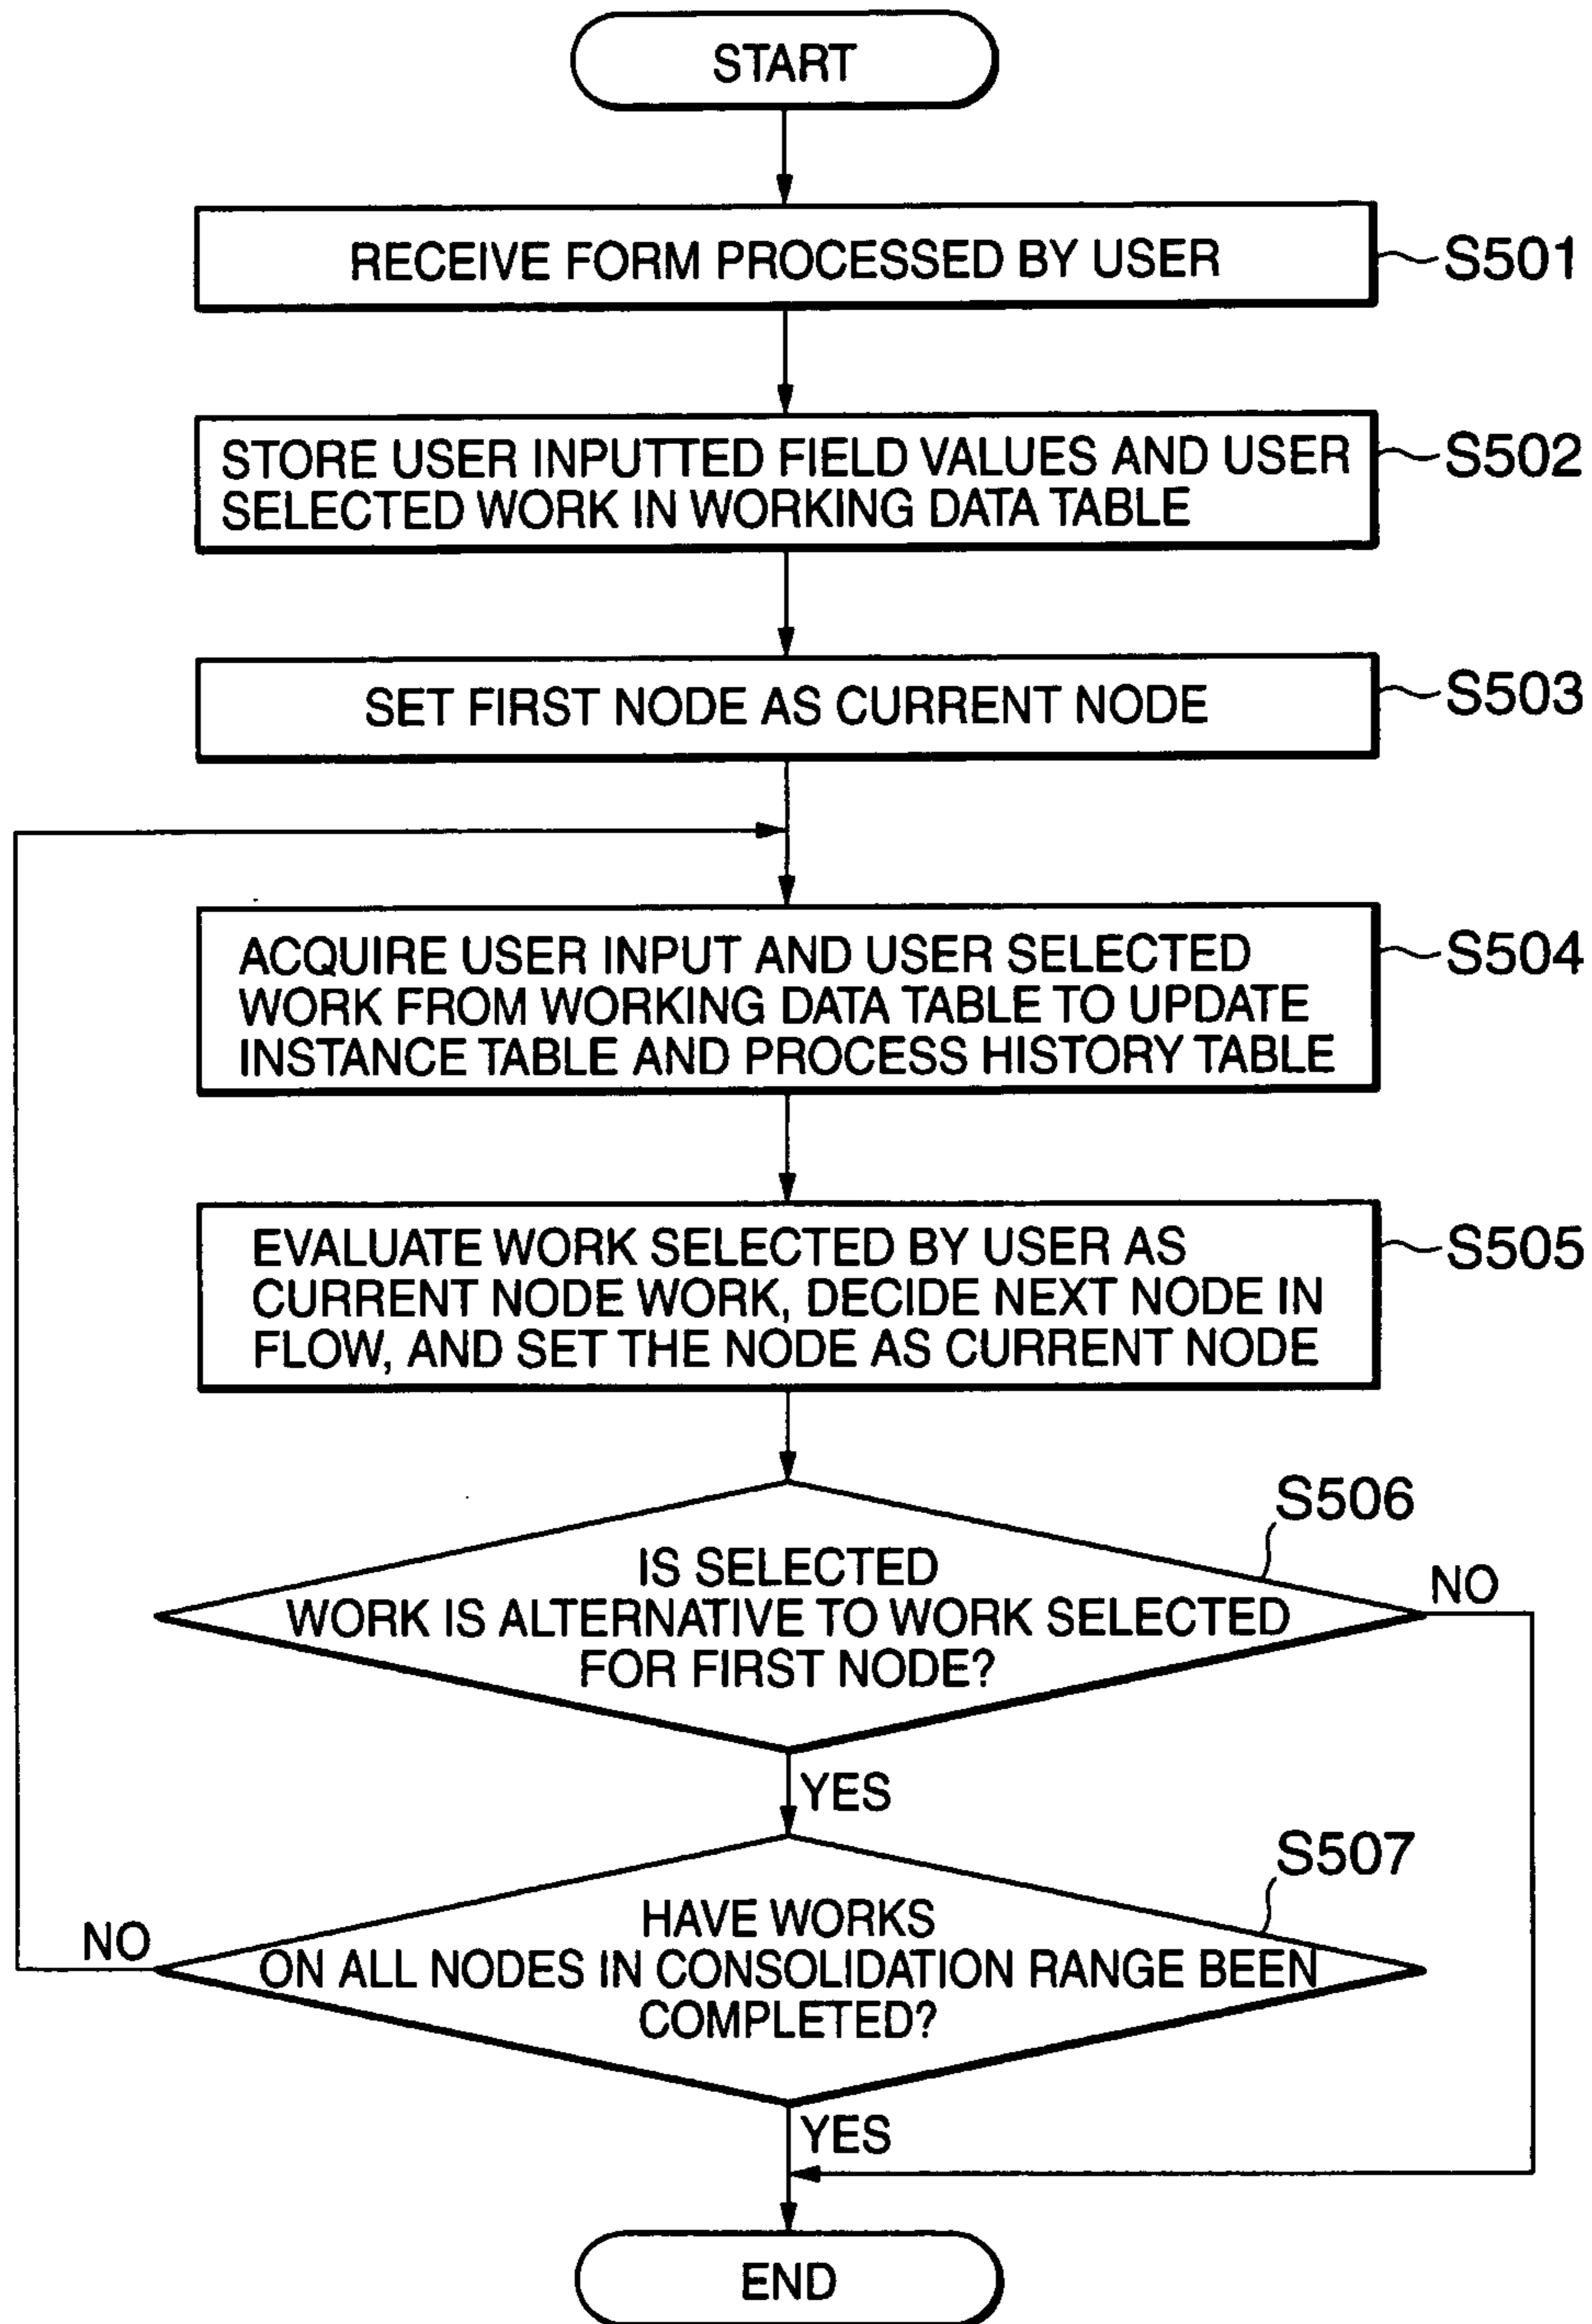 START
RECEIVE FORM PROCESSED BY USER
S501
STORE USER INPUTTED FIELD VALUES AND USER
SELECTED WORK IN WORKING DATA TABLE
S502
SET FIRST NODE AS CURRENT NODE
S503
ACQUIRE USER INPUT AND USER SELECTED
WORK FROM WORKING DATA TABLE TO UPDATE
INSTANCE TABLE AND PROCESS HISTORY TABLE
S504
EVALUATE WORK SELECTED BY USER AS
CURRENT NODE WORK, DECIDE NEXT NODE IN
FLOW, AND SET THE NODE AS CURRENT NODE
S505
S506
IS SELECTED
WORK IS ALTERNATIVE TO WORK SELECTED
FOR FIRST NODE?
NO
YES
S507
HAVE WORKS
ON ALL NODES IN CONSOLIDATION RANGE BEEN
COMPLETED?
NO
YES
END